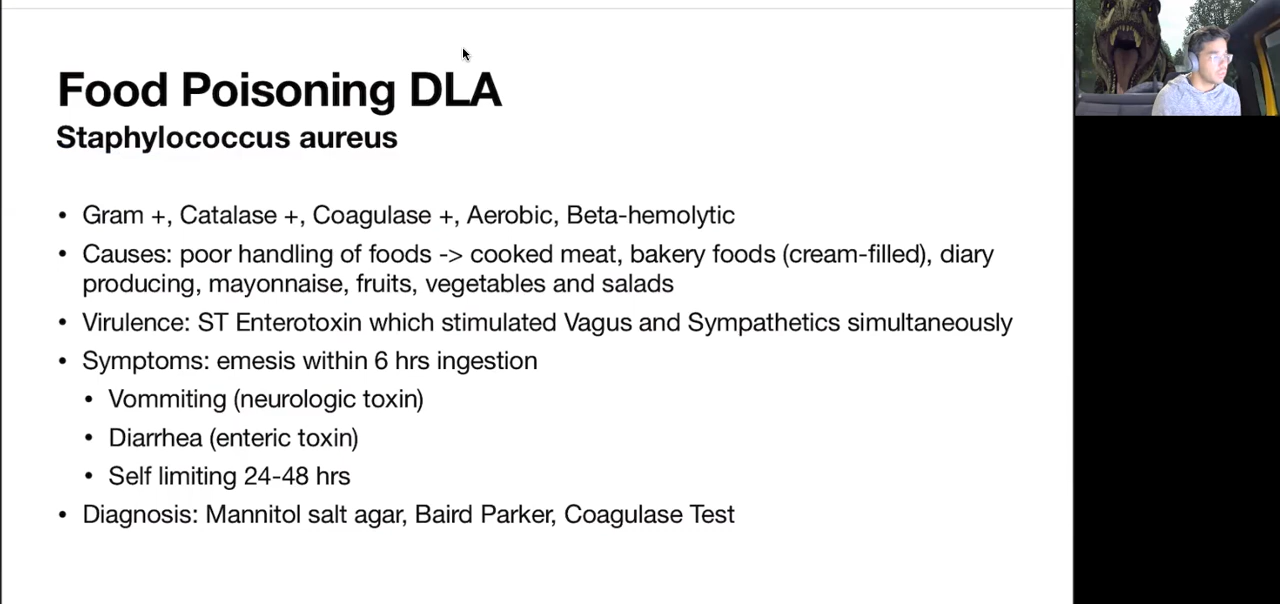 Food Poisoning DLA
Staphylococcus aureus
• Gram +, Catalase +, Coagulase +, Aerobic, Beta-hemolytic
• Causes: poor handling of foods -> cooked meat, bakery foods (cream-filled), diary
producing, mayonnaise, fruits, vegetables and salads
• Virulence: ST Enterotoxin which stimulated Vagus and Sympathetics simultaneously
• Symptoms: emesis within 6 hrs ingestion
• Vommiting (neurologic toxin)
• Diarrhea (enteric toxin)
• Self limiting 24-48 hrs
• Diagnosis: Mannitol salt agar, Baird Parker, Coagulase Test